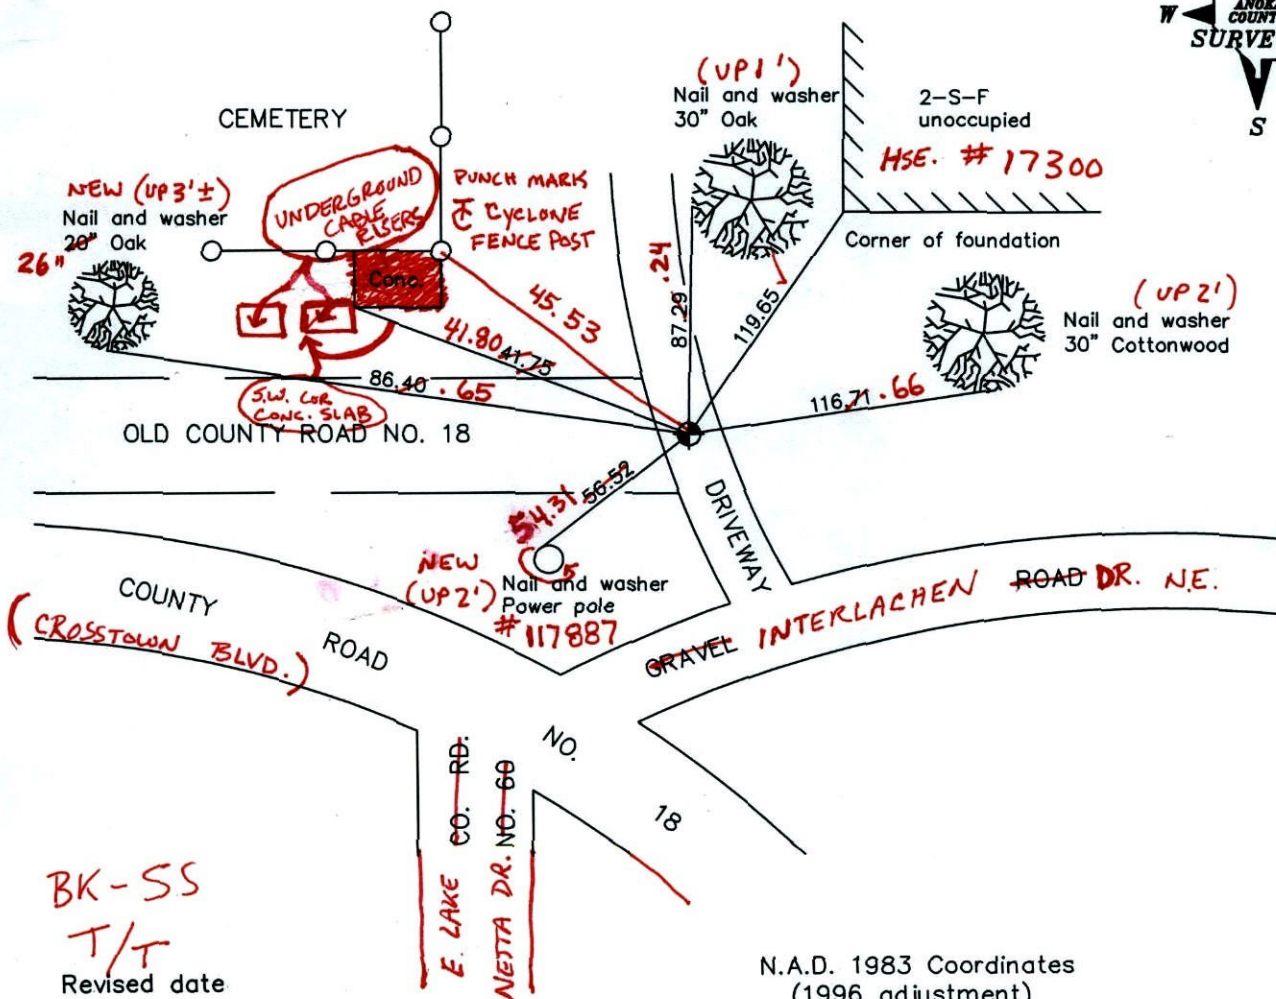 W
ANOKA
COUNTY
SURVE
S
(UP 1')
Nail and washer
30" Oak
2-S-F
unoccupied
HSE. # 17300
CEMETERY
NEW (UP 3'±)
Nail and washer
20" Oak
26"
UNDERGROUND
CABLE
RISERS
PUNCH MARK
℄ CYCLONE
FENCE POST
Conc.
Corner of foundation
(UP 2')
Nail and washer
30" Cottonwood
45.53
87.29 .24
119.65
41.80 41.75
86.40 .65
116.71 .66
S.W. COR
CONC. SLAB
OLD COUNTY ROAD NO. 18
54.31 56.52
DRIVEWAY
NEW
(UP 2')
Nail and washer
Power pole
# 117887
COUNTY
ROAD
NO.
18
(CROSSTOWN BLVD.)
GRAVEL INTERLACHEN ROAD DR. N.E.
E. LAKE CO. RD.
NETTA DR. NO. 60
BK-55
T/T
Revised date
N.A.D. 1983 Coordinates
(1996 adjustment)